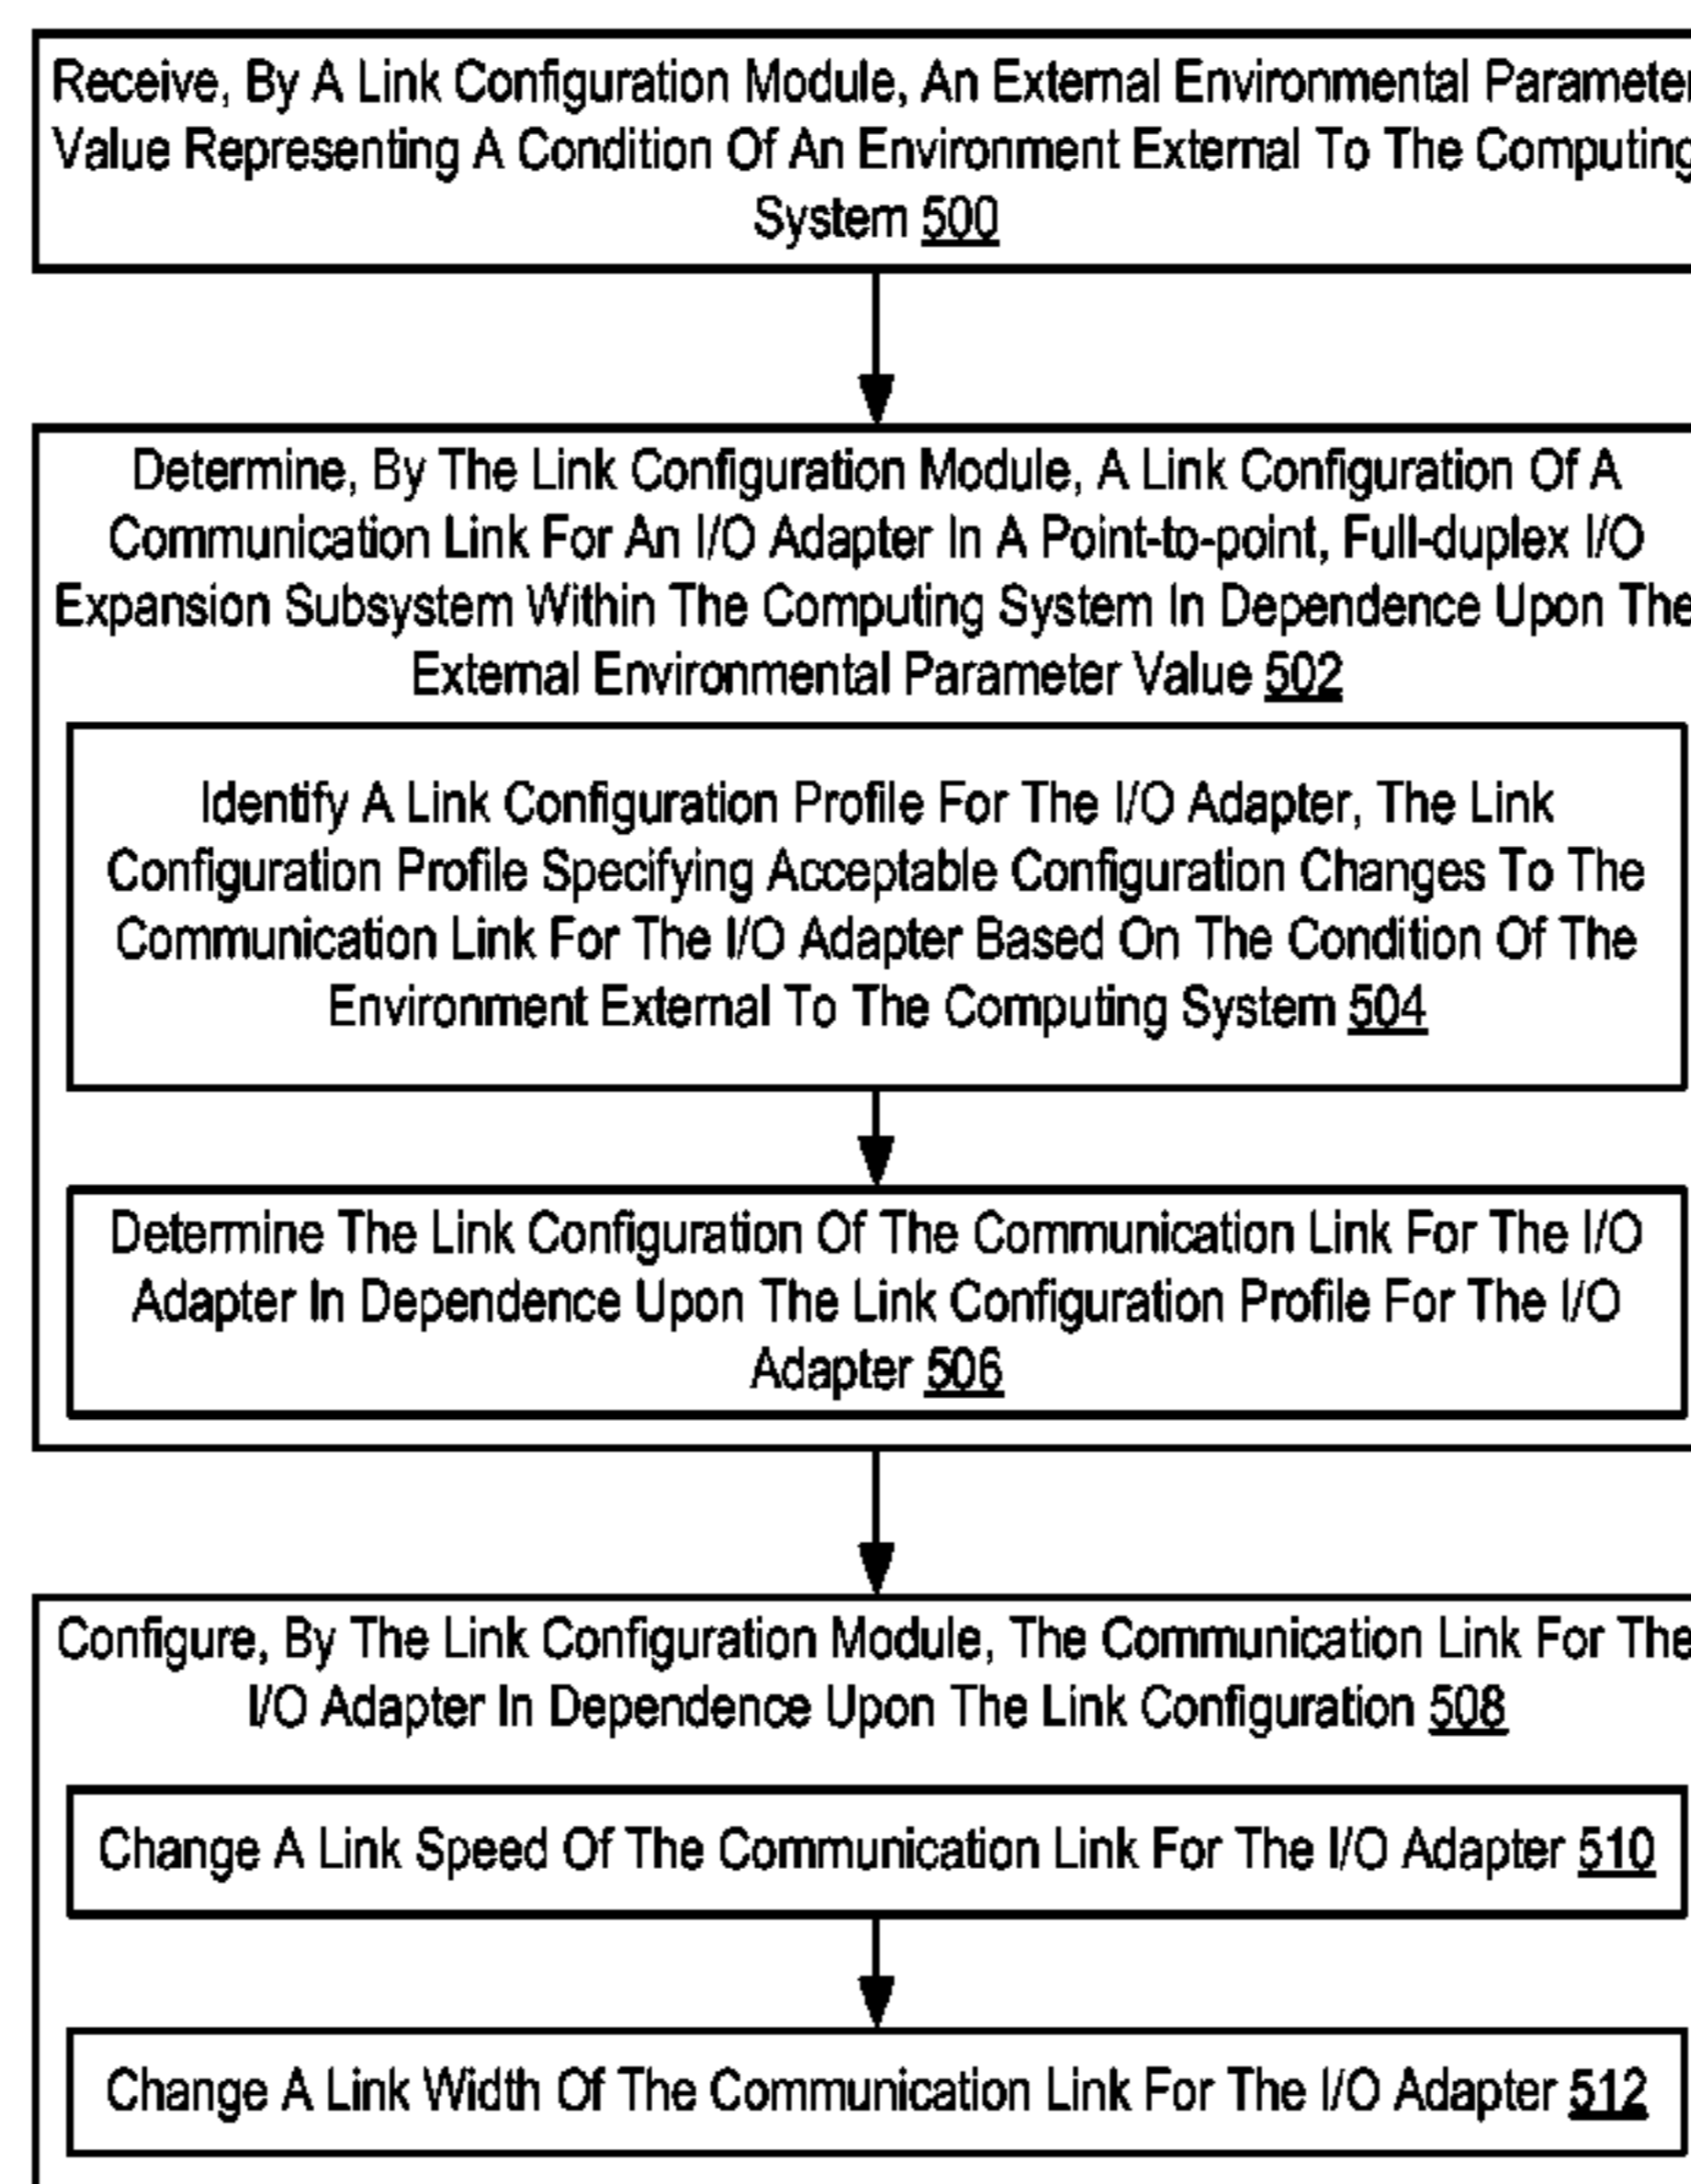 Receive, By A Link Configuration Module, An External Environmental Parameter
Value Representing A Condition Of An Environment External To The Computing
System 500
Determine, By The Link Configuration Module, A Link Configuration Of A
Communication Link For An I/O Adapter In A Point-to-point, Full-duplex I/O
Expansion Subsystem Within The Computing System In Dependence Upon The
External Environmental Parameter Value 502
Identify A Link Configuration Profile For The I/O Adapter, The Link
Configuration Profile Specifying Acceptable Configuration Changes To The
Communication Link For The I/O Adapter Based On The Condition Of The
Environment External To The Computing System 504
Determine The Link Configuration Of The Communication Link For The I/O
Adapter In Dependence Upon The Link Configuration Profile For The I/O
Adapter 506
Configure, By The Link Configuration Module, The Communication Link For The
I/O Adapter In Dependence Upon The Link Configuration 508
Change A Link Speed Of The Communication Link For The I/O Adapter 510
Change A Link Width Of The Communication Link For The I/O Adapter 512